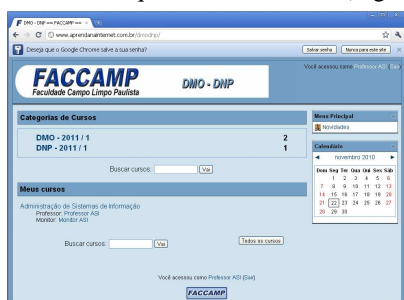 DMO - DNP == FACCAMP ==
www.aprendanainternet.com.br/dmodnp/
Deseja que o Google Chrome salve a sua senha?
Salvar senha
Nunca para este site
Você acessou como Professor ASI (Sair)
FACCAMP
Faculdade Campo Limpo Paulista
DMO - DNP
Categorias de Cursos
DMO - 2011 / 1 2
DNP - 2011 / 1 1
Buscar cursos: Vai
Meus cursos
Administração de Sistemas de Informação
Professor: Professor ASI
Monitor: Monitor ASI
Buscar cursos: Vai
Todos os cursos
Menu Principal
Novidades
Calendário
novembro 2010
Dom Seg Ter Qua Qui Sex Sáb
1 2 3 4 5 6
7 8 9 10 11 12 13
14 15 16 17 18 19 20
21 22 23 24 25 26 27
28 29 30
Você acessou como Professor ASI (Sair)
FACCAMP